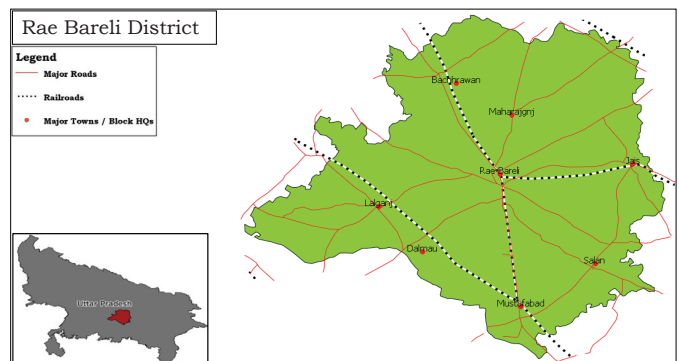 Rae Bareli District
Legend
Major Roads
Railroads
Major Towns / Block HQs
Bachhrawan
Maharajgnj
Rae Bareli
Jais
Lalganj
Dalmau
Salon
Mustafabad
Uttar Pradesh